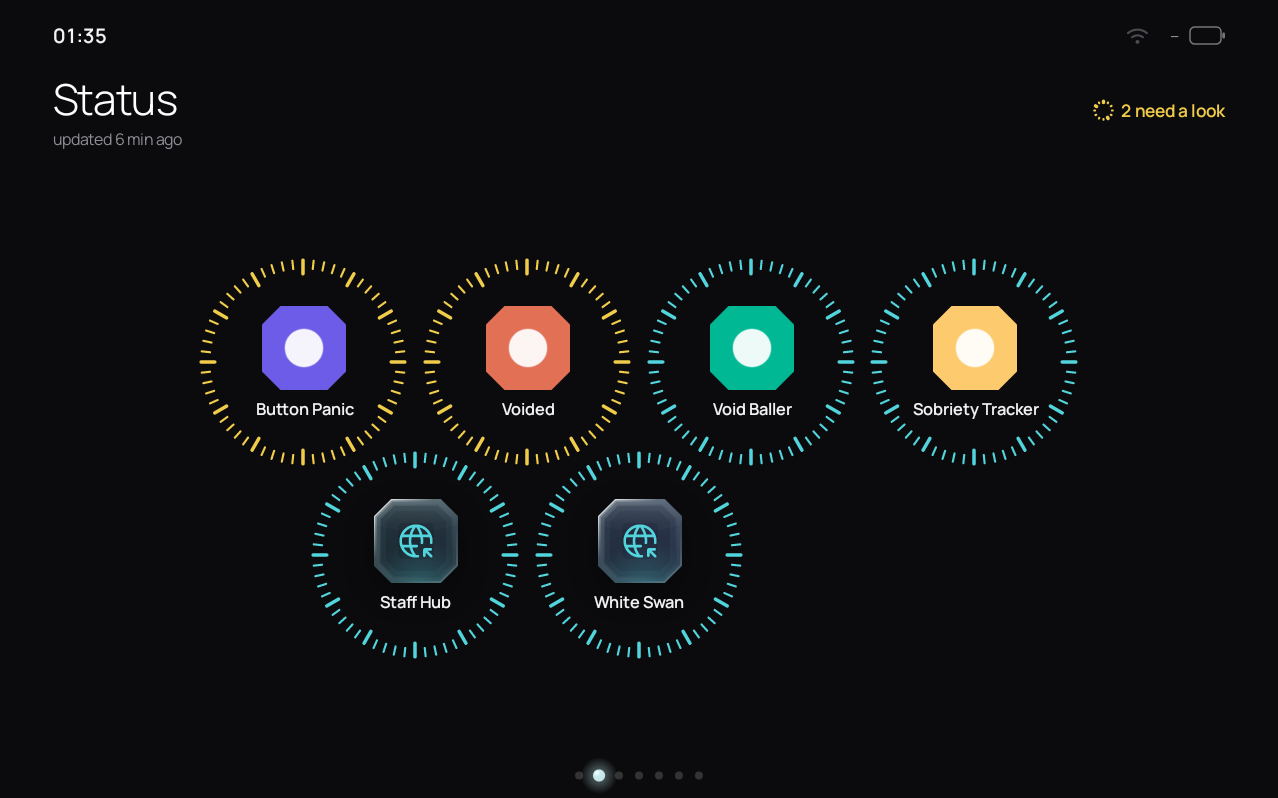 01:35
–
Status
updated 6 min ago
2 need a look
Button Panic
Voided
Void Baller
Sobriety Tracker
Staff Hub
White Swan